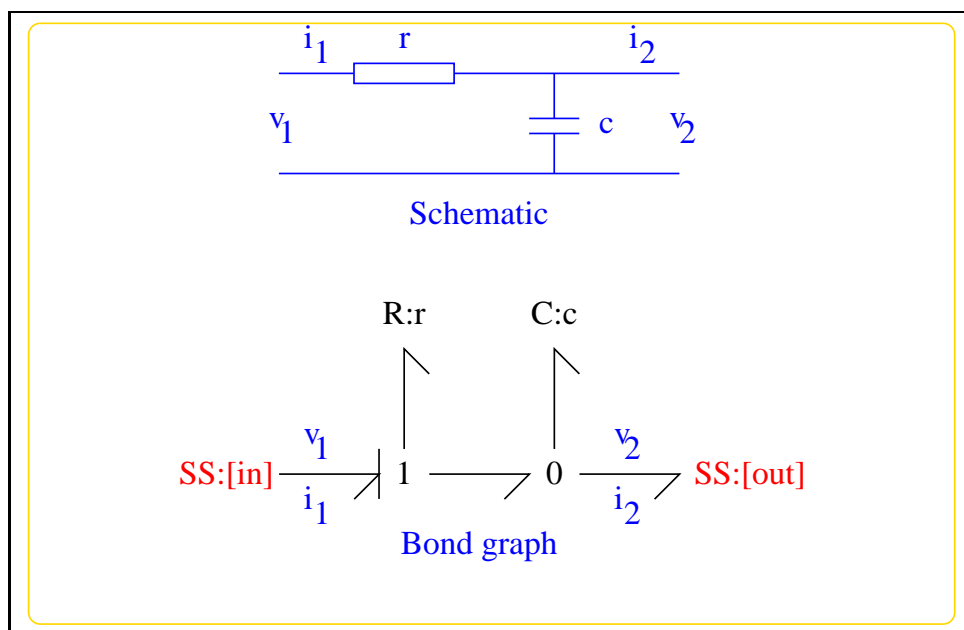 i1 r i2
v1 c v2
Schematic
R:r C:c
v1 v2
SS:[in] 1 0 SS:[out]
i1 i2
Bond graph